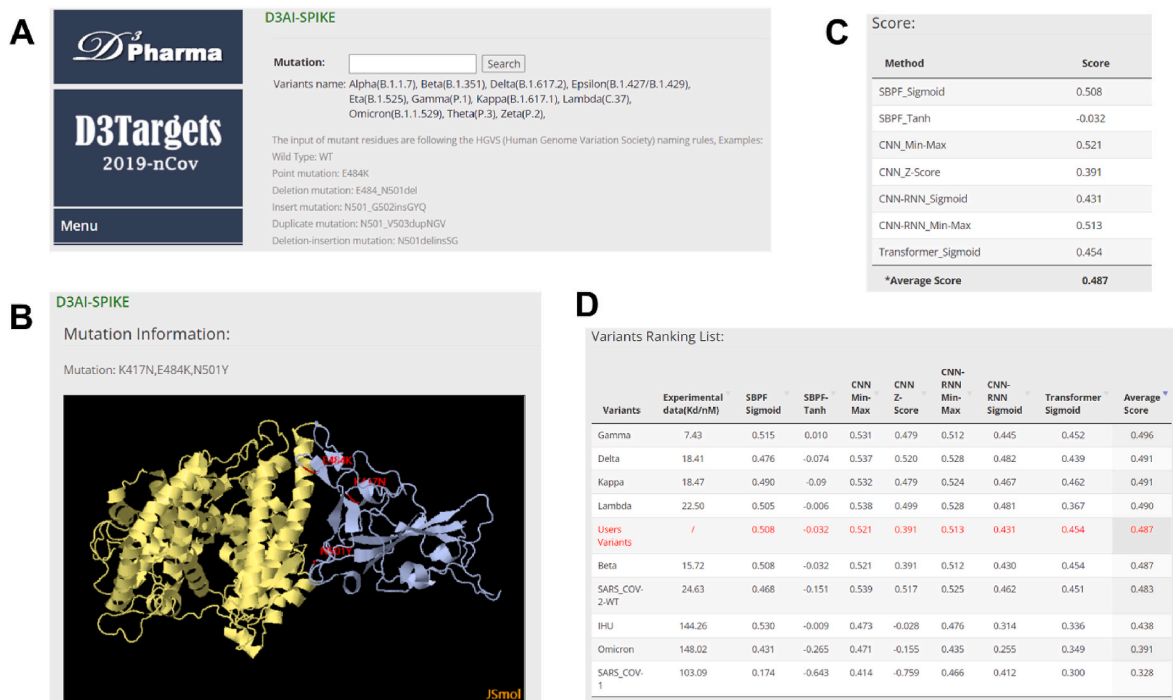 A
D³Pharma
D3Targets
2019-nCov
Menu
D3AI-SPIKE
Mutation:
Search
Variants name: Alpha(B.1.1.7), Beta(B.1.351), Delta(B.1.617.2), Epsilon(B.1.427/B.1.429),
Eta(B.1.525), Gamma(P.1), Kappa(B.1.617.1), Lambda(C.37),
Omicron(B.1.1.529), Theta(P.3), Zeta(P.2),
The input of mutant residues are following the HGVS (Human Genome Variation Society) naming rules, Examples:
Wild Type: WT
Point mutation: E484K
Deletion mutation: E484_N501del
Insert mutation: N501_G502insGYQ
Duplicate mutation: N501_V503dupNGV
Deletion-insertion mutation: N501delinsSG
C
Score:
Method Score
SBPF_Sigmoid 0.508
SBPF_Tanh -0.032
CNN_Min-Max 0.521
CNN_Z-Score 0.391
CNN-RNN_Sigmoid 0.431
CNN-RNN_Min-Max 0.513
Transformer_Sigmoid 0.454
*Average Score 0.487
B
D3AI-SPIKE
Mutation Information:
Mutation: K417N,E484K,N501Y
E484K
K417N
N501Y
JSmol
D
Variants Ranking List:
Variants Experimental data(Kd/nM) SBPF Sigmoid SBPF-Tanh CNN Min-Max CNN Z-Score CNN-RNN Min-Max CNN-RNN Sigmoid Transformer Sigmoid Average Score
Gamma 7.43 0.515 0.010 0.531 0.479 0.512 0.445 0.452 0.496
Delta 18.41 0.476 -0.074 0.537 0.520 0.528 0.482 0.439 0.491
Kappa 18.47 0.490 -0.09 0.532 0.479 0.524 0.467 0.462 0.491
Lambda 22.50 0.505 -0.006 0.538 0.499 0.528 0.481 0.367 0.490
Users Variants / 0.508 -0.032 0.521 0.391 0.513 0.431 0.454 0.487
Beta 15.72 0.508 -0.032 0.521 0.391 0.512 0.430 0.454 0.487
SARS_COV-2-WT 24.63 0.468 -0.151 0.539 0.517 0.525 0.462 0.451 0.483
IHU 144.26 0.530 -0.009 0.473 -0.028 0.476 0.314 0.336 0.438
Omicron 148.02 0.431 -0.265 0.471 -0.155 0.435 0.255 0.349 0.391
SARS_COV-1 103.09 0.174 -0.643 0.414 -0.759 0.466 0.412 0.300 0.328